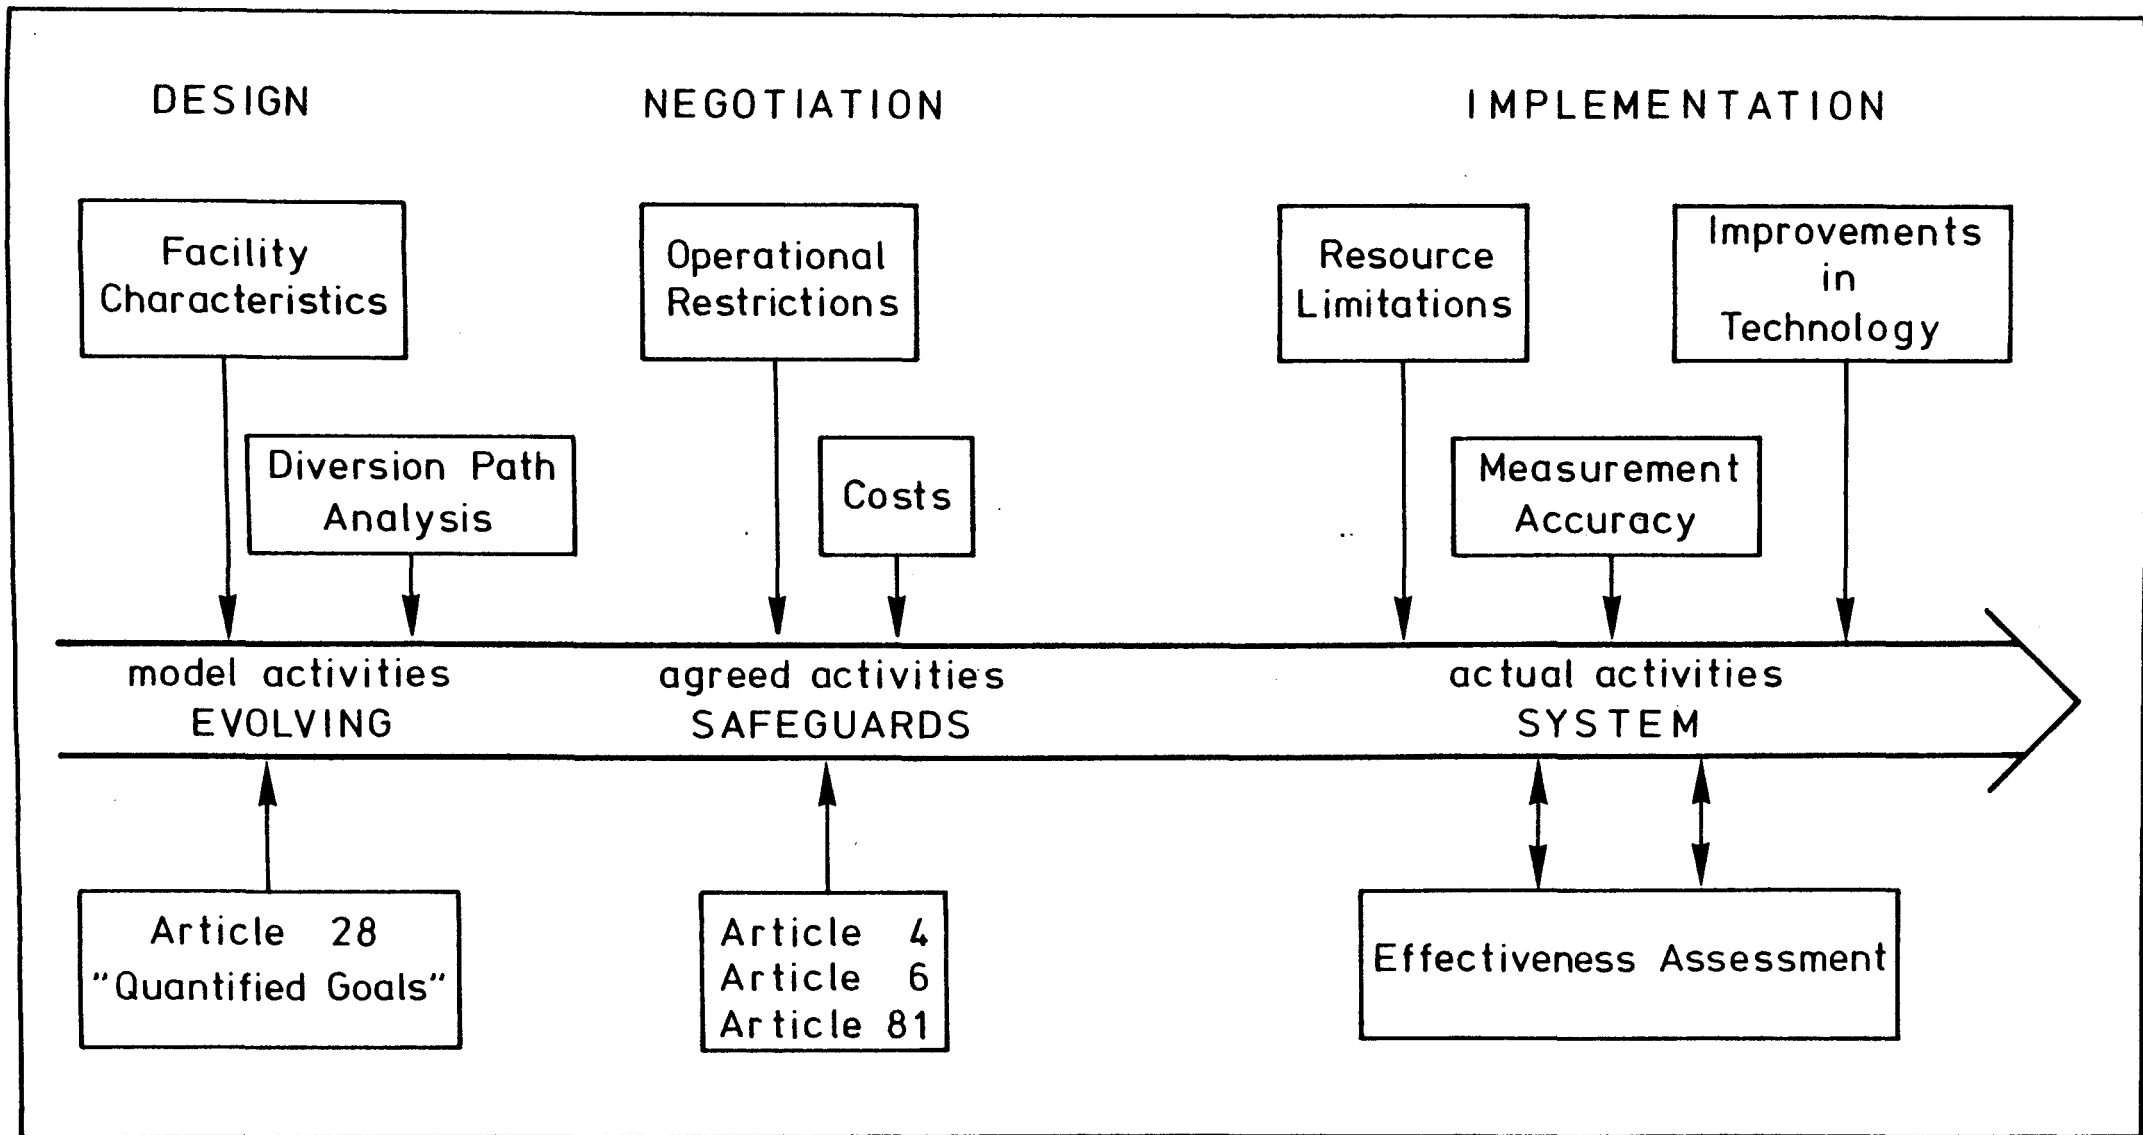 DESIGN
NEGOTIATION
IMPLEMENTATION
Facility
Characteristics
Operational
Restrictions
Resource
Limitations
Improvements
in
Technology
Diversion Path
Analysis
Costs
Measurement
Accuracy
model activities
EVOLVING
agreed activities
SAFEGUARDS
actual activities
SYSTEM
Article 28
"Quantified Goals"
Article 4
Article 6
Article 81
Effectiveness Assessment